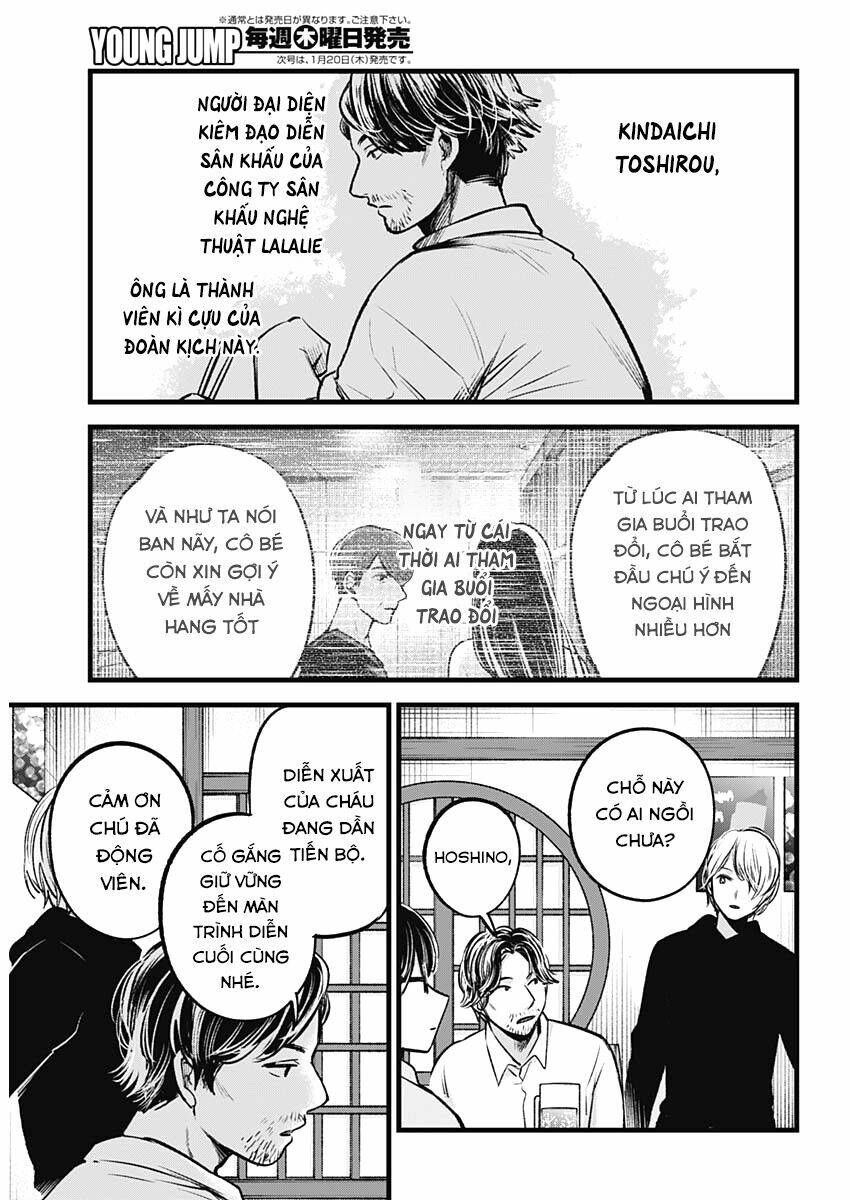 ※通常とは発売日が異なります。ご注意下さい。
YOUNG JUMP 毎週木曜日発売
次号は、1月20日(木)発売です。
KINDAICHI
TOSHIROU,
NGƯỜI ĐẠI DIỆN
KIÊM ĐẠO DIỄN
SÂN KHẤU CỦA
CÔNG TY SÂN
KHẤU NGHỆ
THUẬT LALALIE
ÔNG LÀ THÀNH
VIÊN KÌ CỰU CỦA
ĐOÀN KỊCH NÀY.
TỪ LÚC AI THAM
GIA BUỔI TRAO
ĐỔI, CÔ BÉ BẮT
ĐẦU CHÚ Ý ĐẾN
NGOẠI HÌNH
NHIỀU HƠN
NGAY TỪ CÁI
THỜI AI THAM
GIA BUỔI
TRAO ĐỔI
VÀ NHƯ TA NÓI
BAN NÃY, CÔ BÉ
CÒN XIN GỢI Ý
VỀ MẤY NHÀ
HANG TỐT
CHỖ NÀY
CÓ AI NGỒI
CHƯA?
HOSHINO,
DIỄN XUẤT
CỦA CHÁU
ĐANG DẦN
TIẾN BỘ.
CỐ GẮNG
GIỮ VỮNG
ĐẾN MÀN
TRÌNH DIỄN
CUỐI CÙNG
NHÉ.
CẢM ƠN
CHÚ ĐÃ
ĐỘNG
VIÊN.